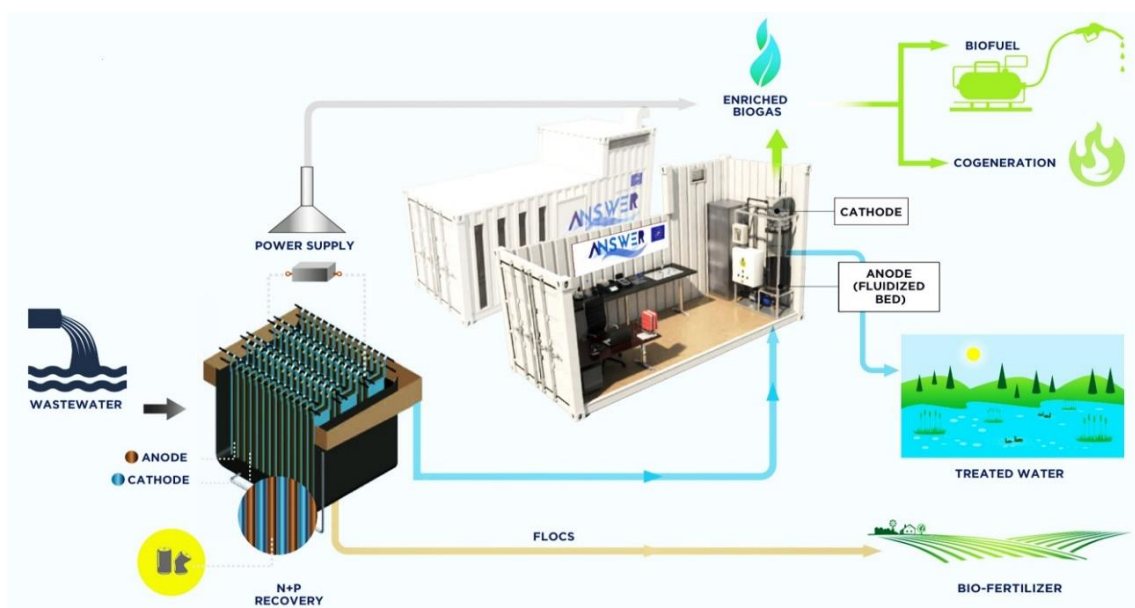 BIOFUEL
ENRICHED
BIOGAS
COGENERATION
ANSWER
CATHODE
POWER SUPPLY
ANSWER
ANODE
(FLUIDIZED
BED)
WASTEWATER
ANODE
CATHODE
TREATED WATER
FLOCS
N+P
RECOVERY
BIO-FERTILIZER